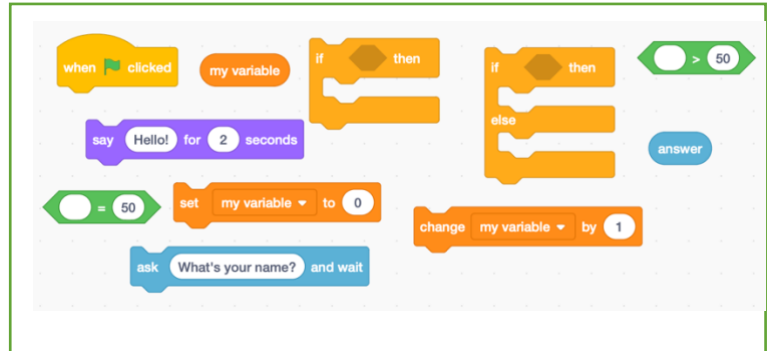 when clicked
my variable
if then
if then
else
> 50
say Hello! for 2 seconds
answer
= 50
set my variable to 0
change my variable by 1
ask What's your name? and wait